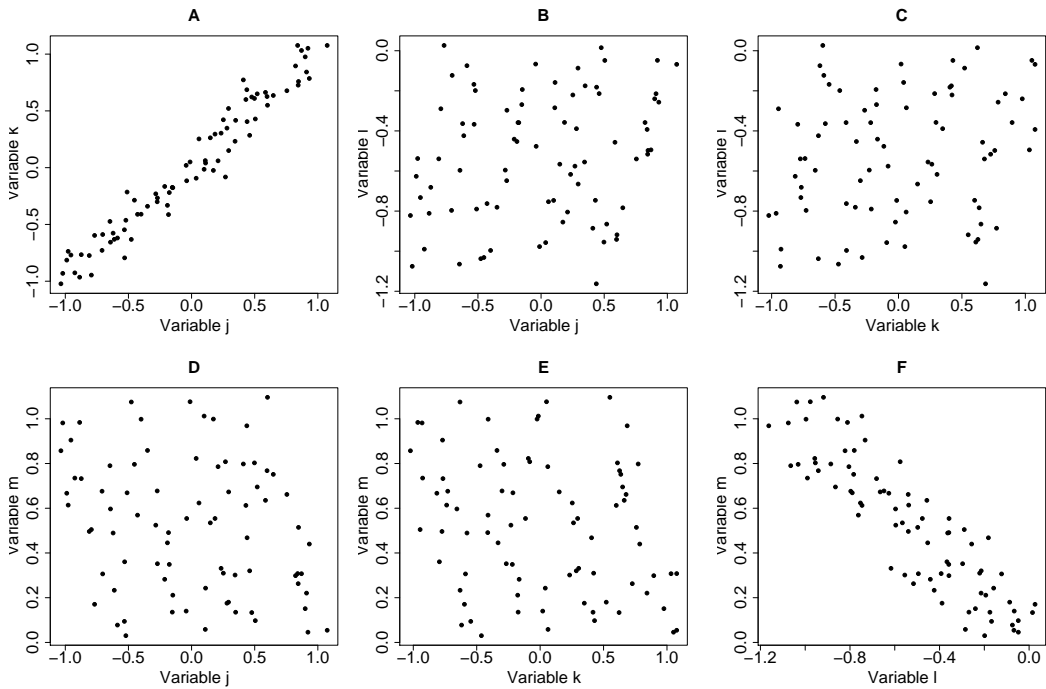 A
B
C
1.0
0.5
0.0
−0.5
−1.0
Variable k
−1.0 −0.5 0.0 0.5 1.0
Variable j
0.0
−0.4
−0.8
−1.2
Variable l
−1.0 −0.5 0.0 0.5 1.0
Variable j
0.0
−0.4
−0.8
−1.2
Variable l
−1.0 −0.5 0.0 0.5 1.0
Variable k
D
E
F
1.0
0.8
0.6
0.4
0.2
0.0
Variable m
−1.0 −0.5 0.0 0.5 1.0
Variable j
1.0
0.8
0.6
0.4
0.2
0.0
Variable m
−1.0 −0.5 0.0 0.5 1.0
Variable k
1.0
0.8
0.6
0.4
0.2
0.0
Variable m
−1.2 −0.8 −0.4 0.0
Variable l